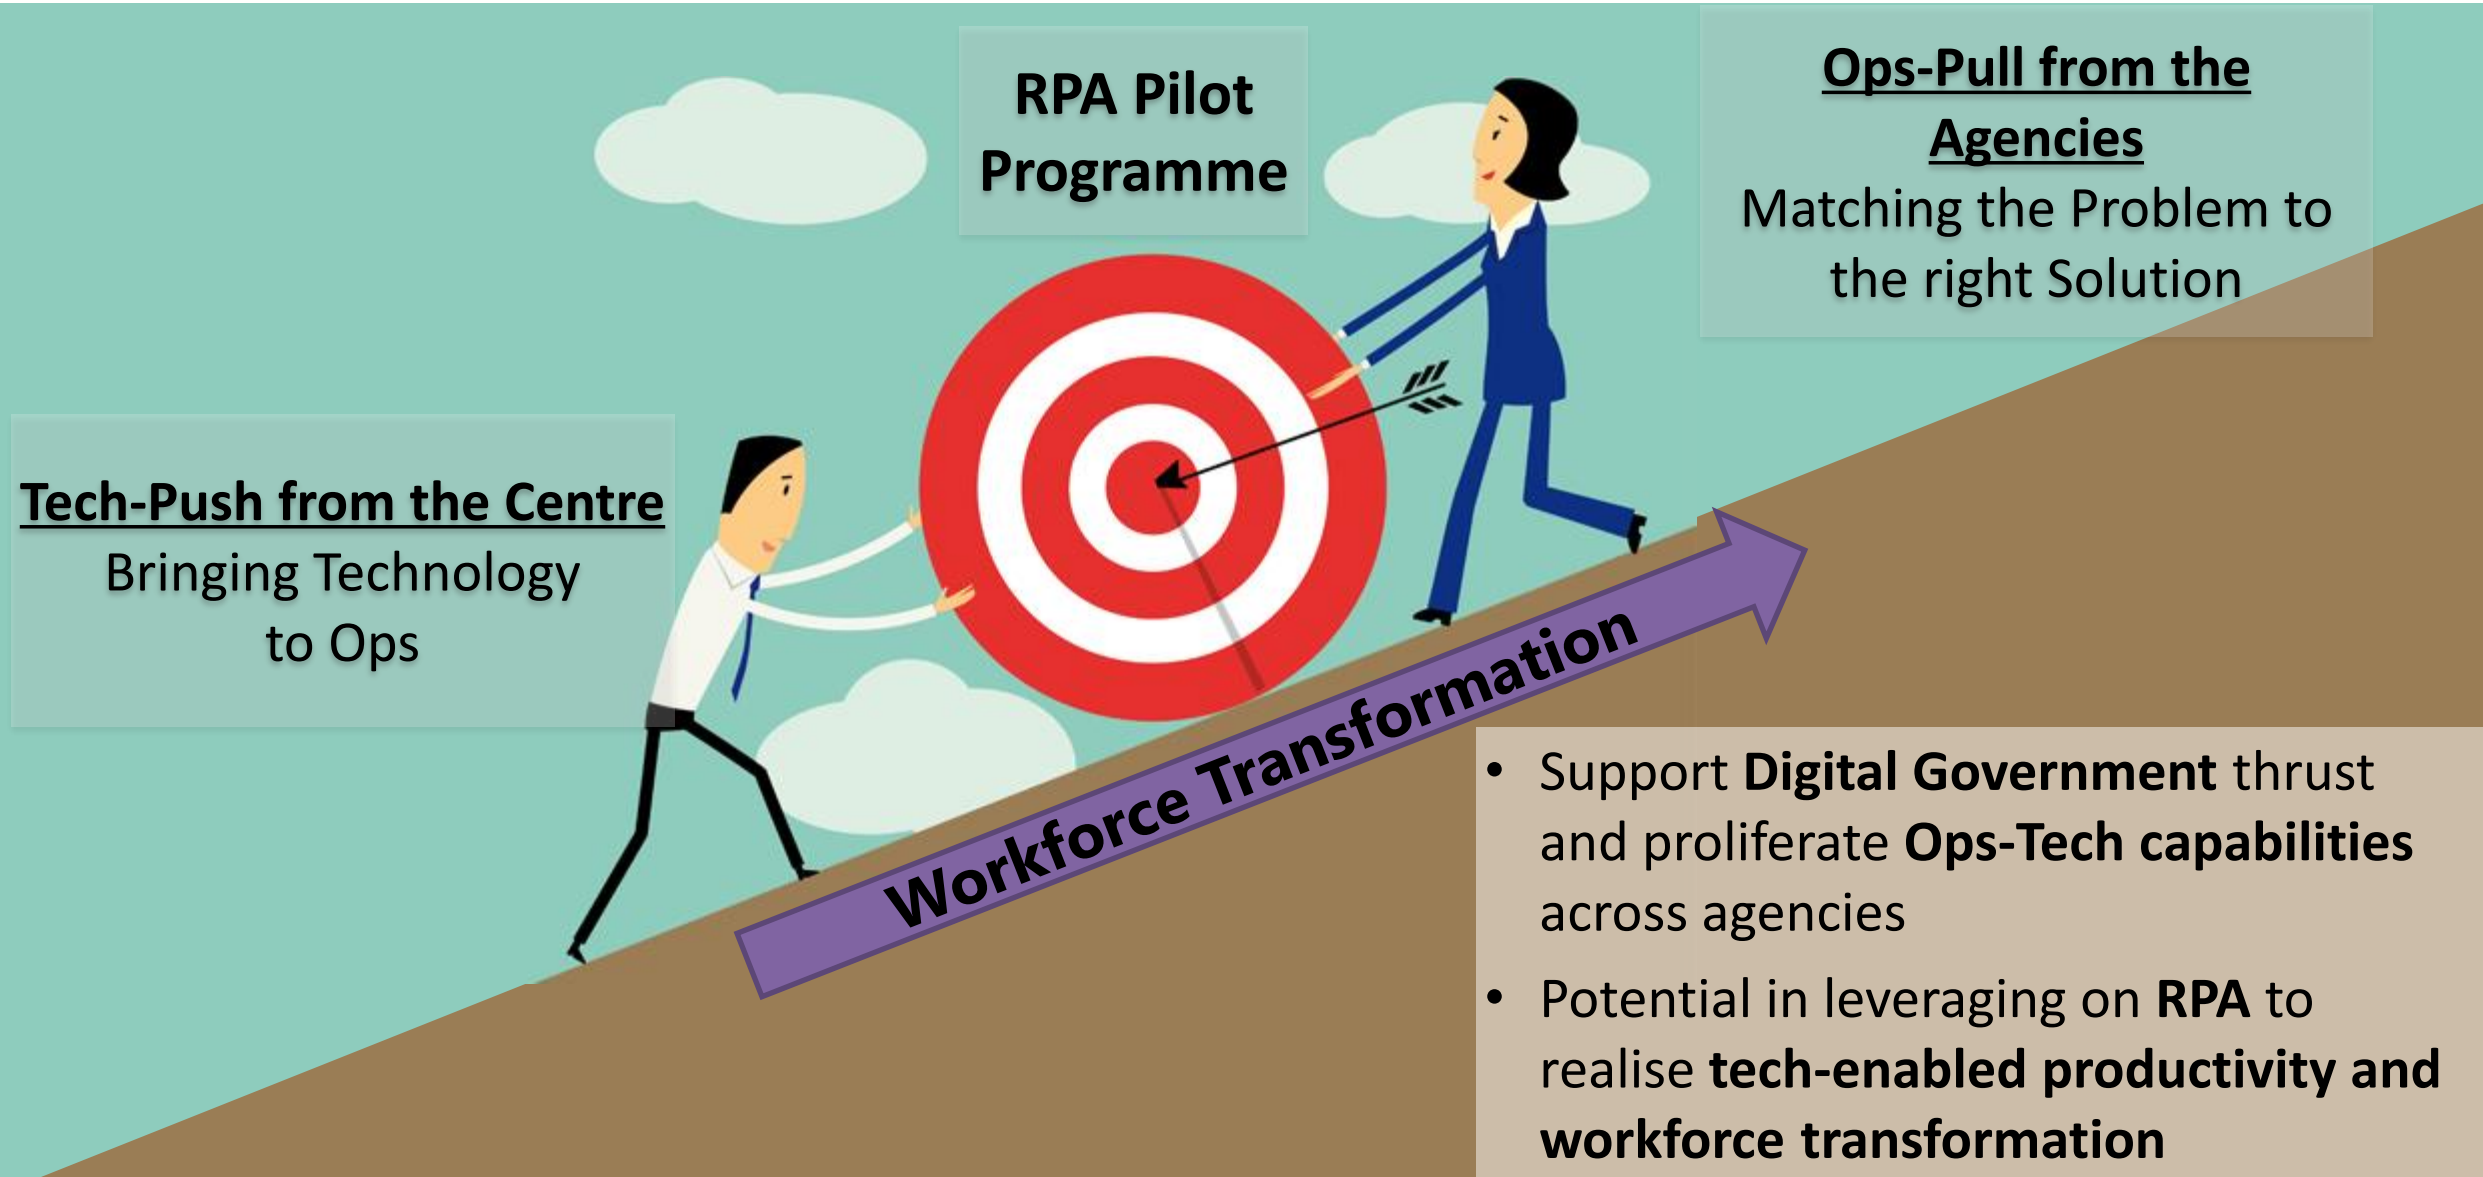 RPA Pilot
Programme
Ops-Pull from the
Agencies
Matching the Problem to
the right Solution
Tech-Push from the Centre
Bringing Technology
to Ops
Workforce Transformation
• Support Digital Government thrust
and proliferate Ops-Tech capabilities
across agencies
• Potential in leveraging on RPA to
realise tech-enabled productivity and
workforce transformation